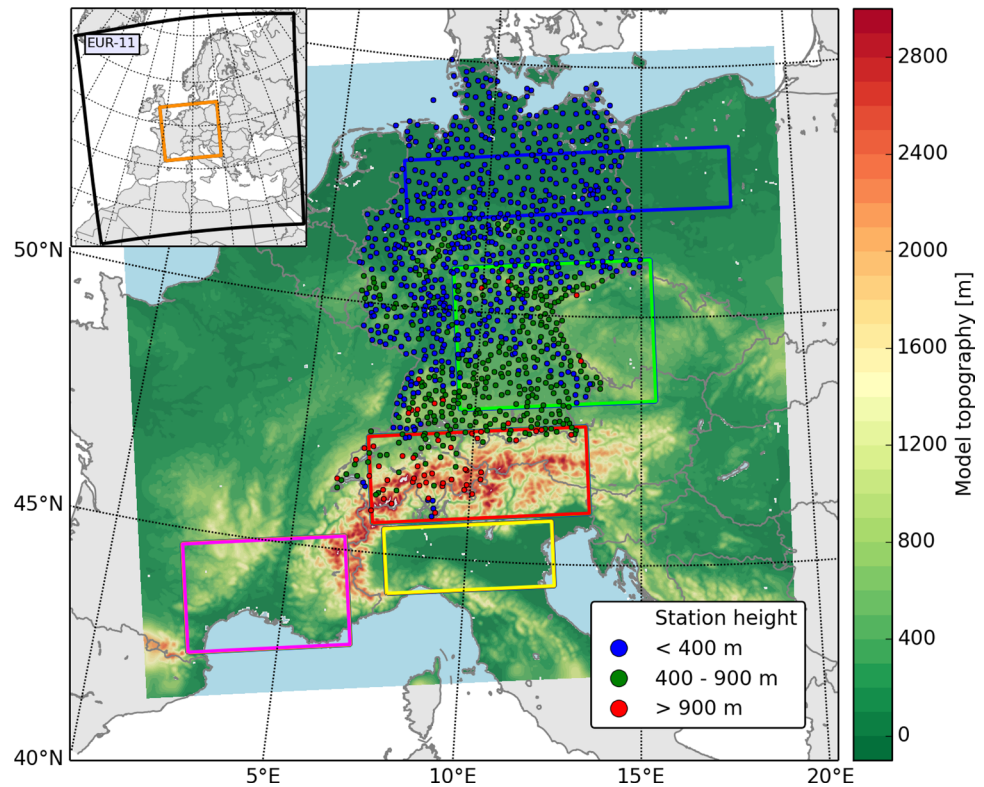 EUR-11
50°N
45°N
40°N
5°E
10°E
15°E
20°E
Station height
< 400 m
400 - 900 m
> 900 m
2800
2400
2000
1600
1200
800
400
0
Model topography [m]